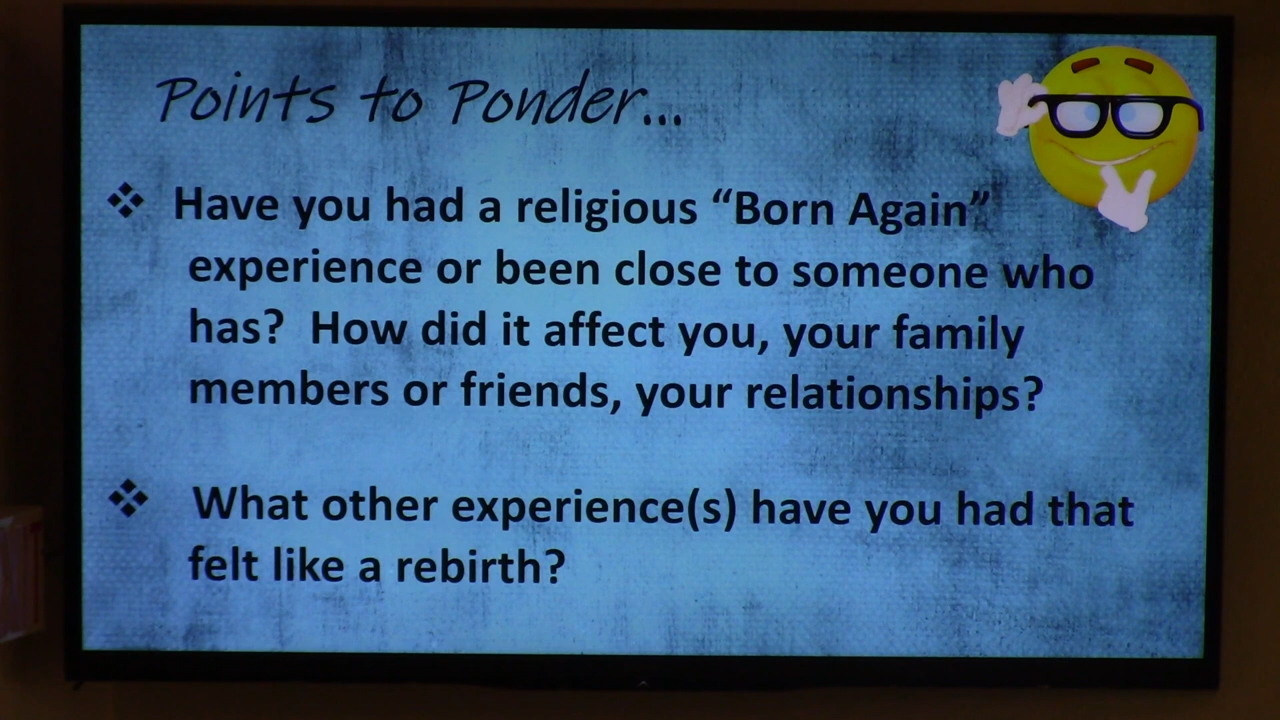 Points to Ponder...
❖ Have you had a religious “Born Again”
experience or been close to someone who
has?  How did it affect you, your family
members or friends, your relationships?
❖ What other experience(s) have you had that
felt like a rebirth?